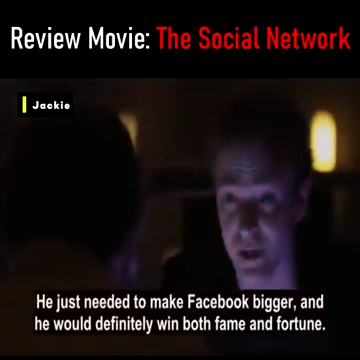 Review Movie: The Social Network
Jackie
He just needed to make Facebook bigger, and
he would definitely win both fame and fortune.